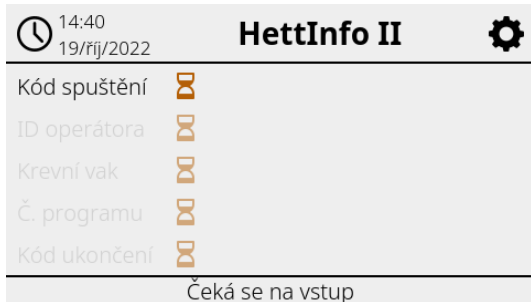 14:40
19/říj/2022
HettInfo II
Kód spuštění
ID operátora
Krevní vak
Č. programu
Kód ukončení
Čeká se na vstup